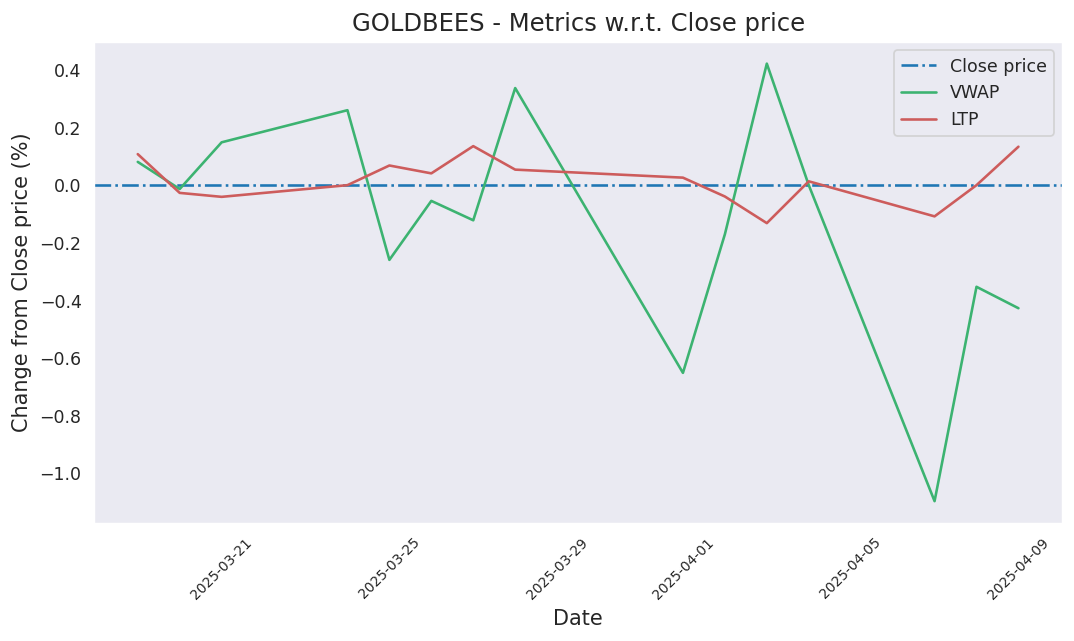 GOLDBEES - Metrics w.r.t. Close price
Close price
VWAP
LTP
Change from Close price (%)
0.4
0.2
0.0
−0.2
−0.4
−0.6
−0.8
−1.0
2025-03-21
2025-03-25
2025-03-29
2025-04-01
2025-04-05
2025-04-09
Date